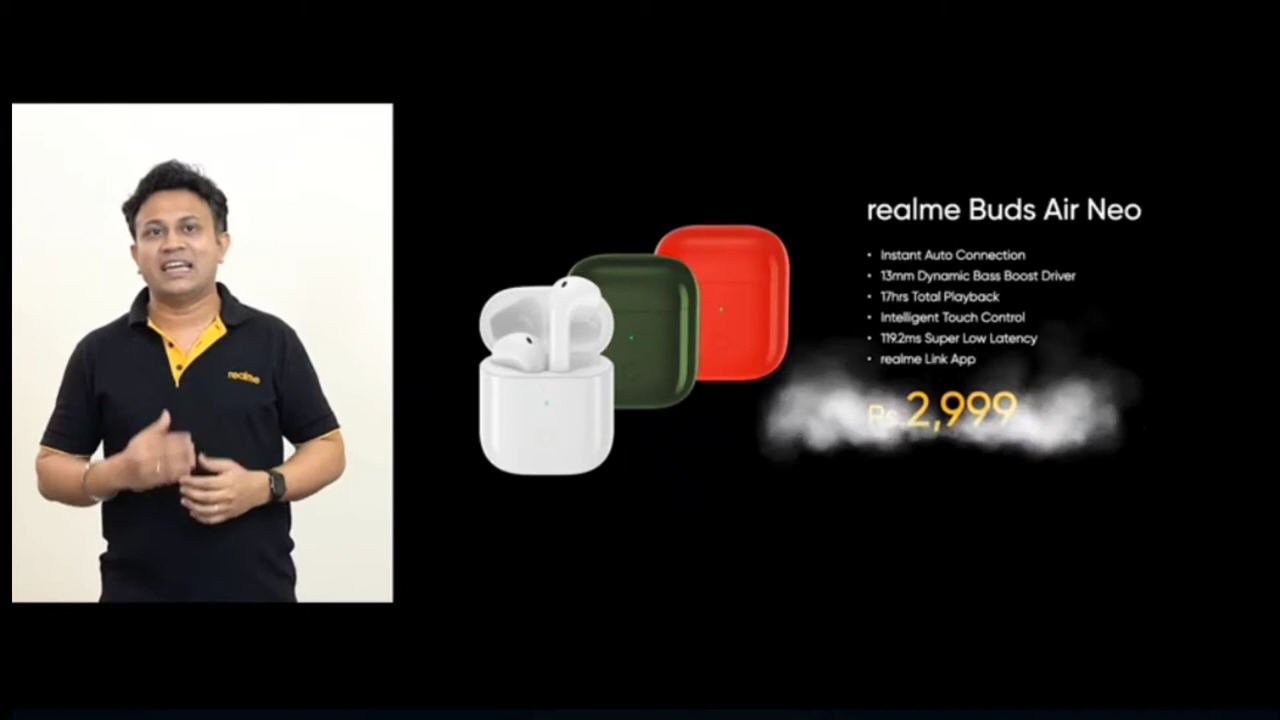 realme
realme Buds Air Neo
• Instant Auto Connection
• 13mm Dynamic Bass Boost Driver
• 17hrs Total Playback
• Intelligent Touch Control
• 119.2ms Super Low Latency
• realme Link App
Rs.2,999